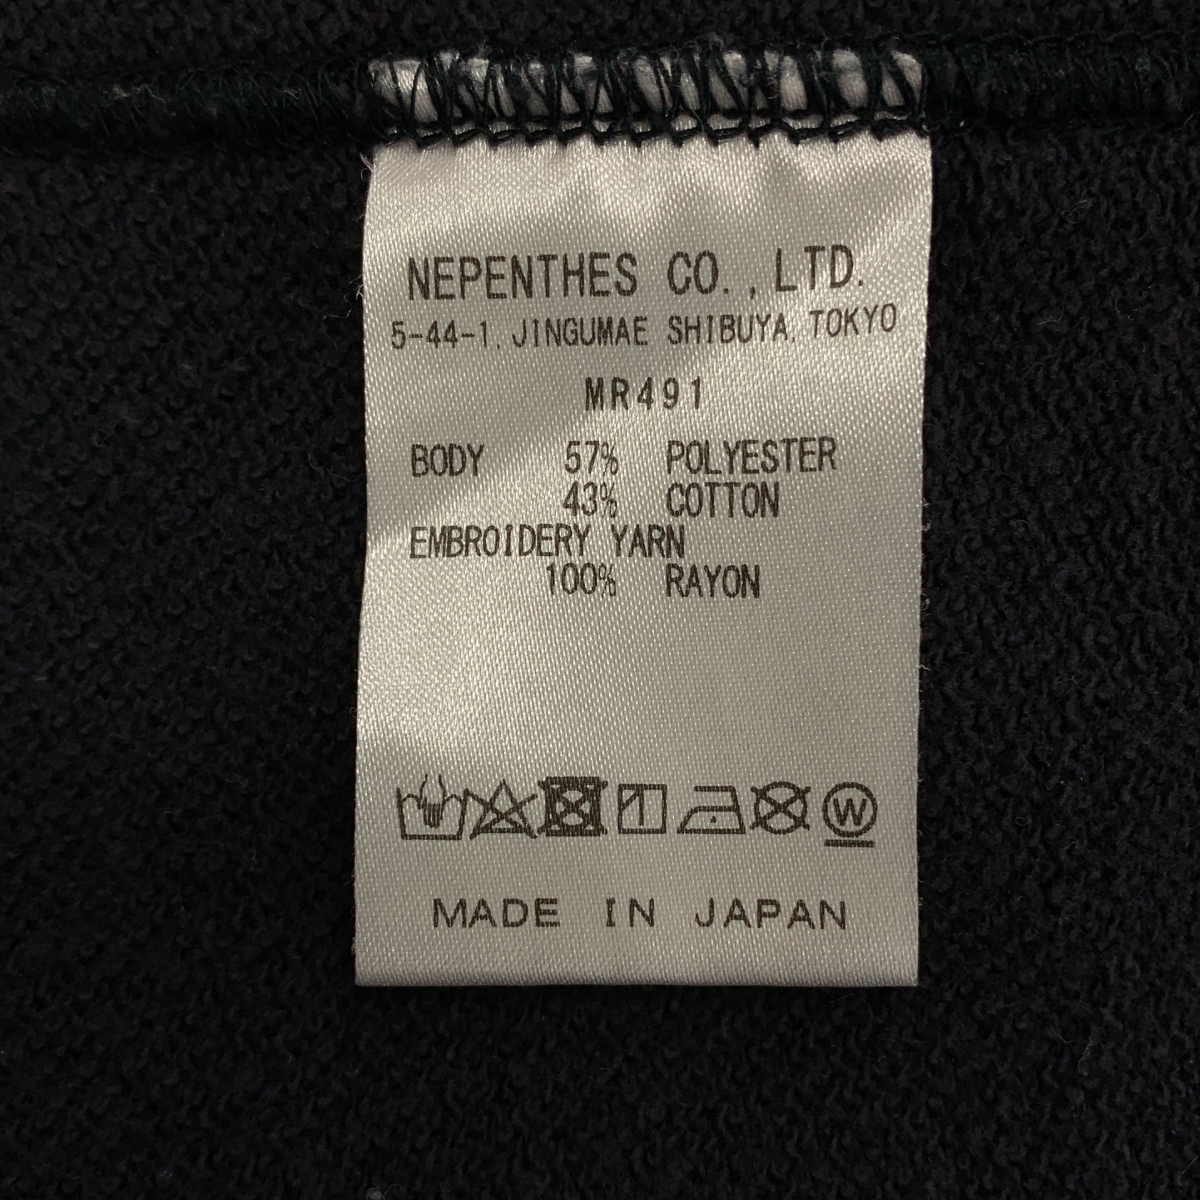 NEPENTHES CO., LTD.
5-44-1, JINGUMAE SHIBUYA, TOKYO
MR491
BODY 57% POLYESTER
43% COTTON
EMBROIDERY YARN
100% RAYON
W
MADE IN JAPAN